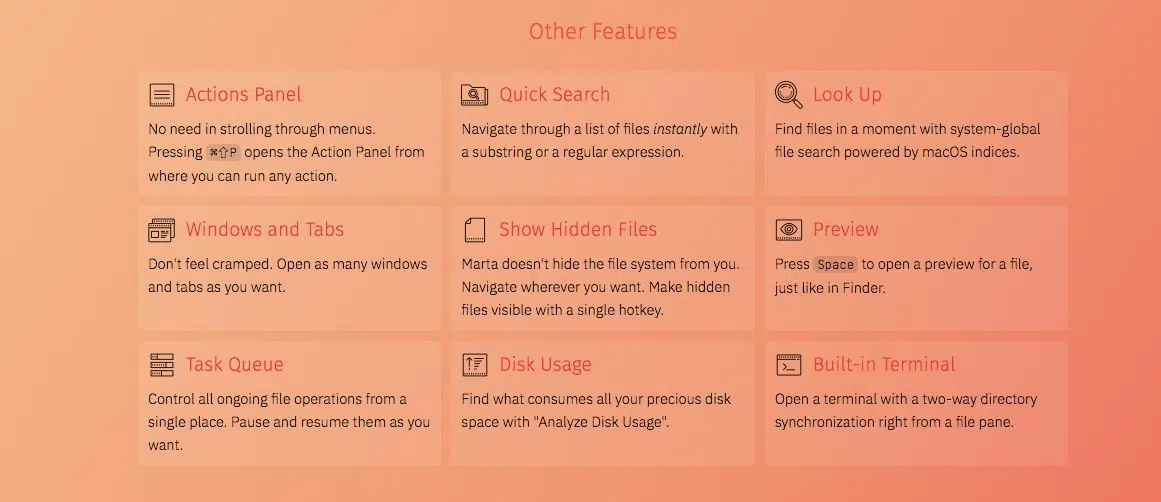 Other Features
Actions Panel
No need in strolling through menus.
Pressing ⌘⇧P opens the Action Panel from
where you can run any action.
Quick Search
Navigate through a list of files instantly with
a substring or a regular expression.
Look Up
Find files in a moment with system-global
file search powered by macOS indices.
Windows and Tabs
Don't feel cramped. Open as many windows
and tabs as you want.
Show Hidden Files
Marta doesn't hide the file system from you.
Navigate wherever you want. Make hidden
files visible with a single hotkey.
Preview
Press Space to open a preview for a file,
just like in Finder.
Task Queue
Control all ongoing file operations from a
single place. Pause and resume them as you
want.
Disk Usage
Find what consumes all your precious disk
space with "Analyze Disk Usage".
Built-in Terminal
Open a terminal with a two-way directory
synchronization right from a file pane.